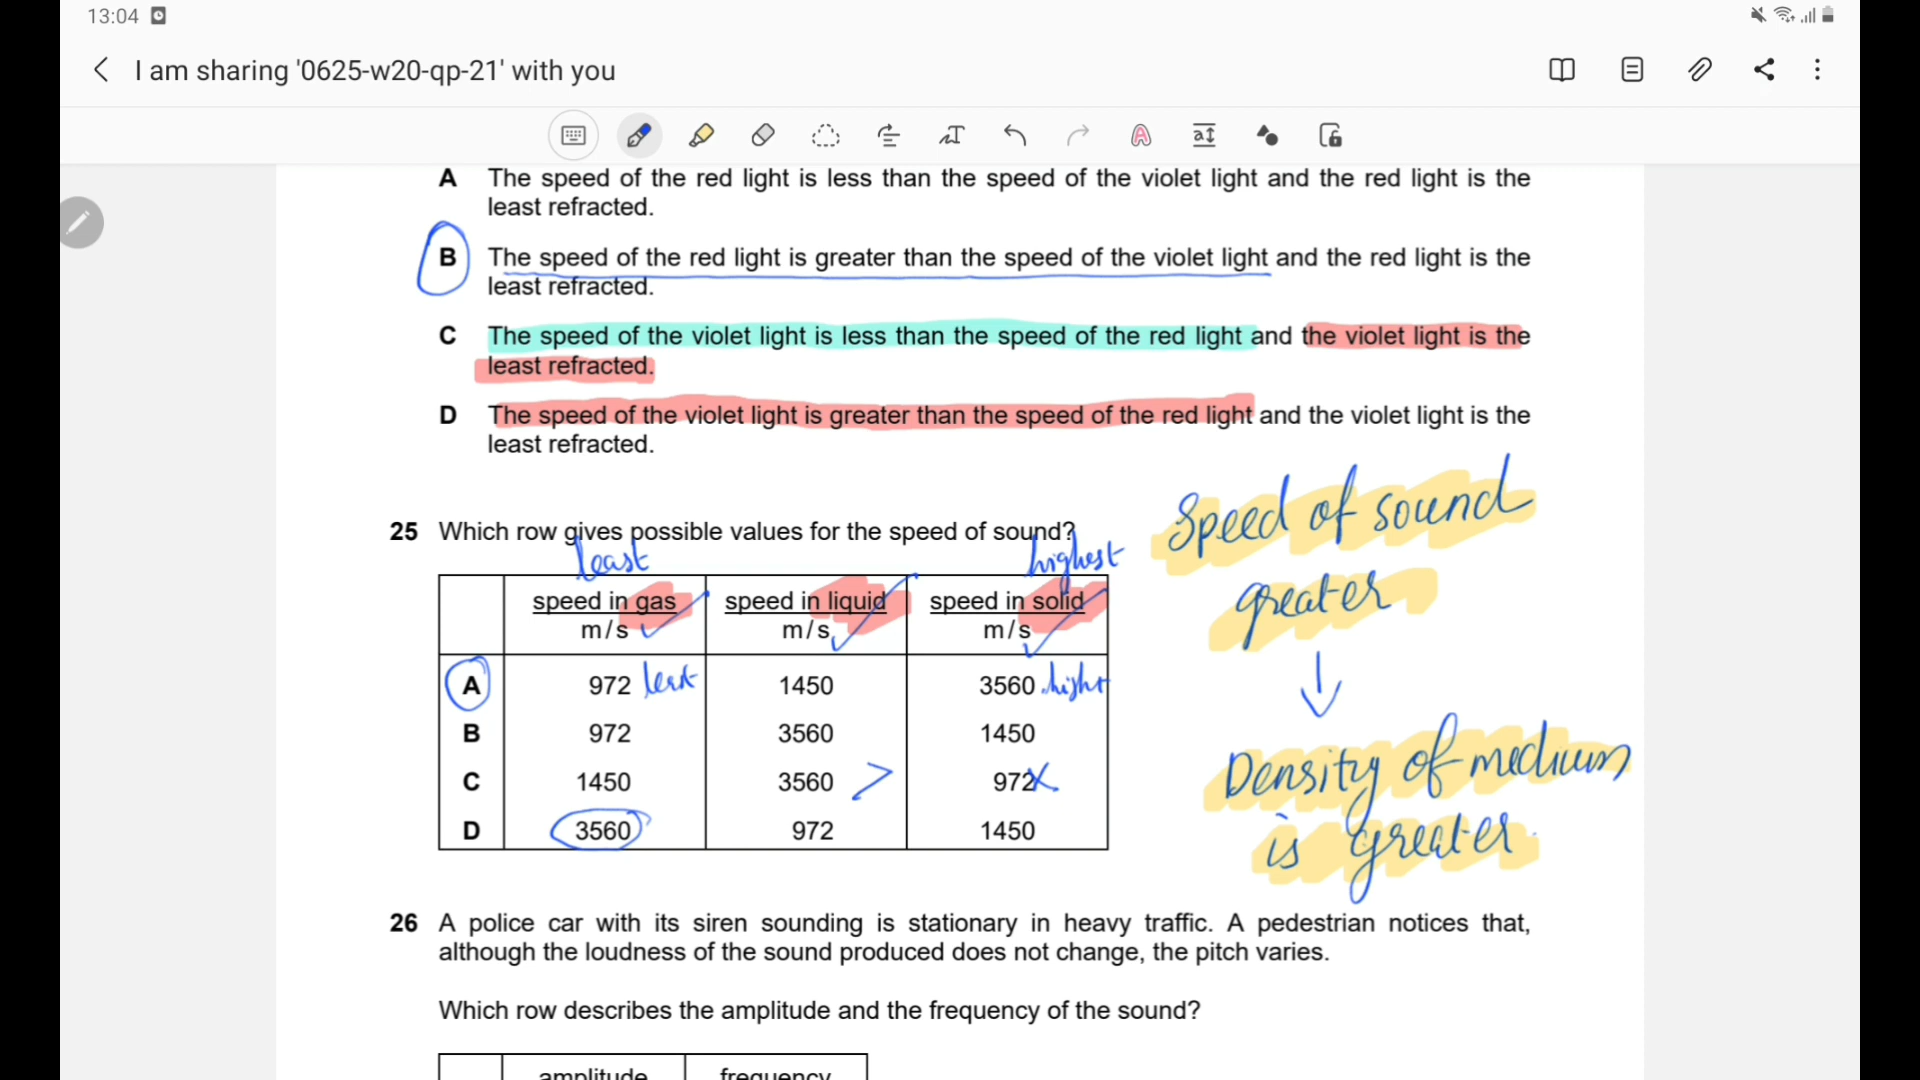 13:04
I am sharing '0625-w20-qp-21' with you
A The speed of the red light is less than the speed of the violet light and the red light is the
least refracted.
B The speed of the red light is greater than the speed of the violet light and the red light is the
least refracted.
C The speed of the violet light is less than the speed of the red light and the violet light is the
least refracted.
D The speed of the violet light is greater than the speed of the red light and the violet light is the
least refracted.
Speed of sound
greater
Density of medium
is greater.
25 Which row gives possible values for the speed of sound?
least highest
speed in gas speed in liquid speed in solid
m/s m/s m/s
A 972 least 1450 3560 hight
B 972 3560 1450
C 1450 3560 > 972 x
D 3560 972 1450
26 A police car with its siren sounding is stationary in heavy traffic. A pedestrian notices that,
although the loudness of the sound produced does not change, the pitch varies.
Which row describes the amplitude and the frequency of the sound?
amplitude frequency